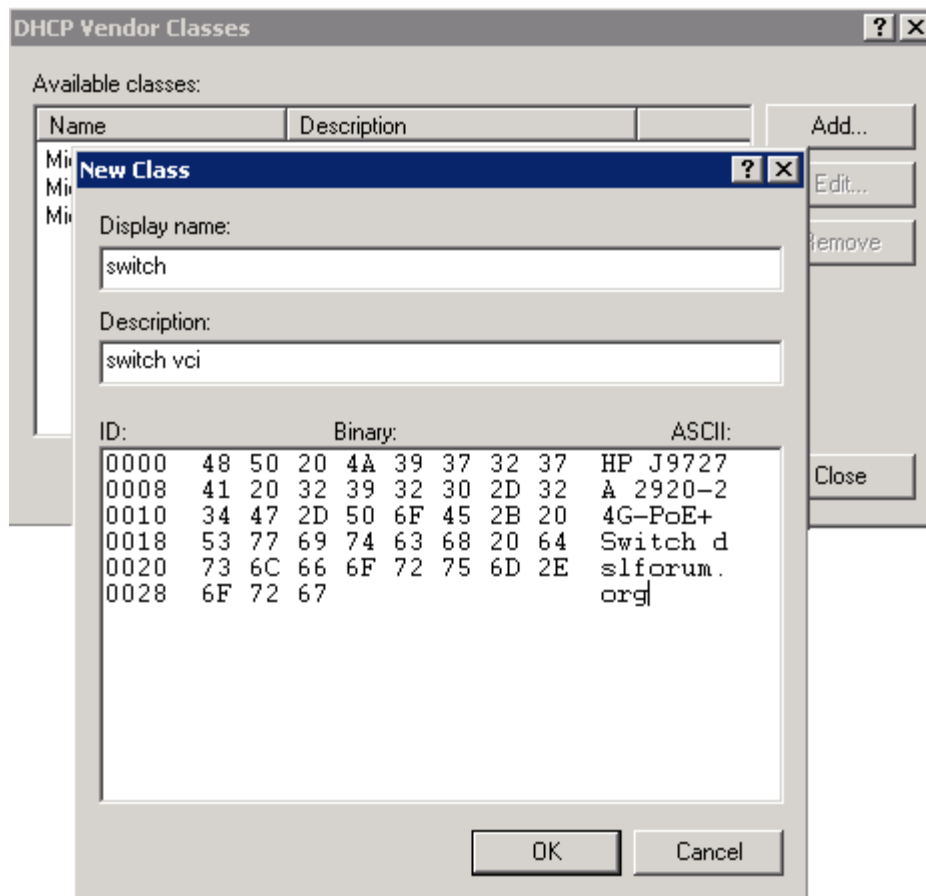 DHCP Vendor Classes
Available classes:
Name Description
Add...
New Class
Edit...
Remove
Display name:
switch
Description:
switch vci
ID: Binary: ASCII:
0000 48 50 20 4A 39 37 32 37 HP J9727
0008 41 20 32 39 32 30 2D 32 A 2920-2
0010 34 47 2D 50 6F 45 2B 20 4G-PoE+
0018 53 77 69 74 63 68 20 64 Switch d
0020 73 6C 66 6F 72 75 6D 2E slforum.
0028 6F 72 67 org
Close
OK Cancel